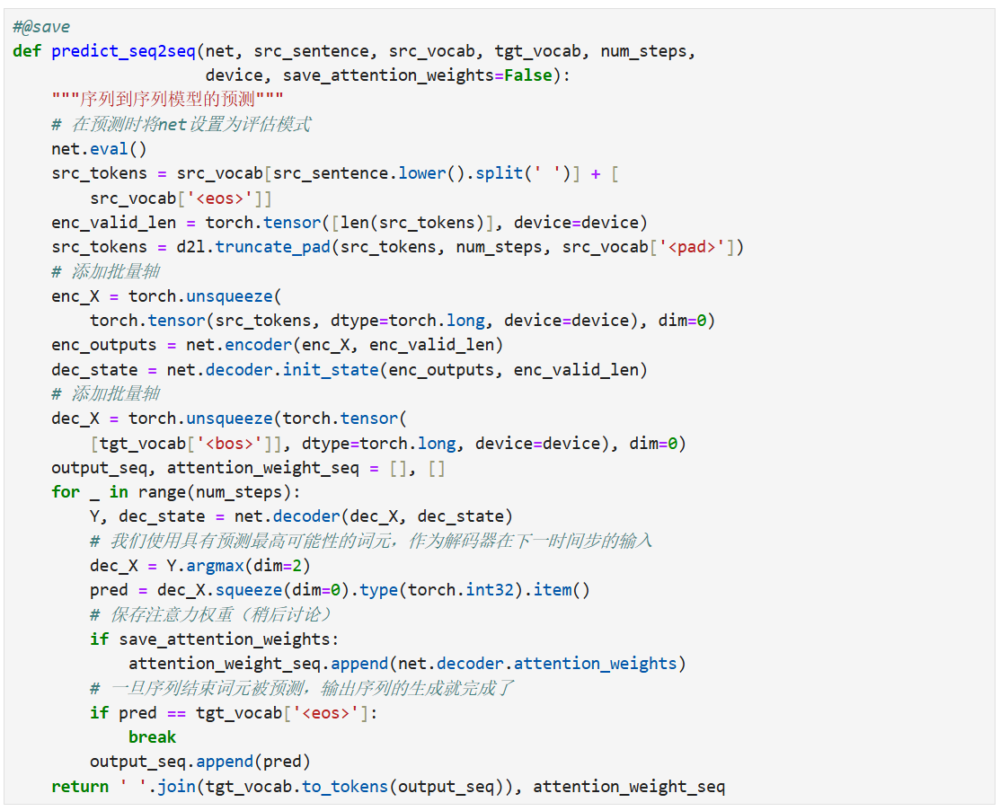 #@save
def predict_seq2seq(net, src_sentence, src_vocab, tgt_vocab, num_steps,
                    device, save_attention_weights=False):
    """序列到序列模型的预测"""
    # 在预测时将net设置为评估模式
    net.eval()
    src_tokens = src_vocab[src_sentence.lower().split(' ')] + [
        src_vocab['<eos>']]
    enc_valid_len = torch.tensor([len(src_tokens)], device=device)
    src_tokens = d2l.truncate_pad(src_tokens, num_steps, src_vocab['<pad>'])
    # 添加批量轴
    enc_X = torch.unsqueeze(
        torch.tensor(src_tokens, dtype=torch.long, device=device), dim=0)
    enc_outputs = net.encoder(enc_X, enc_valid_len)
    dec_state = net.decoder.init_state(enc_outputs, enc_valid_len)
    # 添加批量轴
    dec_X = torch.unsqueeze(torch.tensor(
        [tgt_vocab['<bos>']], dtype=torch.long, device=device), dim=0)
    output_seq, attention_weight_seq = [], []
    for _ in range(num_steps):
        Y, dec_state = net.decoder(dec_X, dec_state)
        # 我们使用具有预测最高可能性的词元，作为解码器在下一时间步的输入
        dec_X = Y.argmax(dim=2)
        pred = dec_X.squeeze(dim=0).type(torch.int32).item()
        # 保存注意力权重（稍后讨论）
        if save_attention_weights:
            attention_weight_seq.append(net.decoder.attention_weights)
        # 一旦序列结束词元被预测，输出序列的生成就完成了
        if pred == tgt_vocab['<eos>']:
            break
        output_seq.append(pred)
    return ' '.join(tgt_vocab.to_tokens(output_seq)), attention_weight_seq